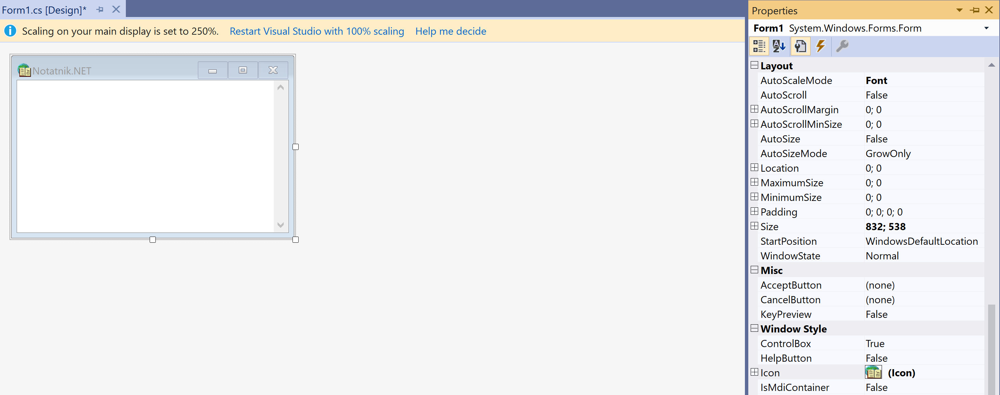 Form1.cs [Design]*
Scaling on your main display is set to 250%. Restart Visual Studio with 100% scaling Help me decide
Notatnik.NET
Properties
Form1 System.Windows.Forms.Form
Layout
AutoScaleMode Font
AutoScroll False
AutoScrollMargin 0; 0
AutoScrollMinSize 0; 0
AutoSize False
AutoSizeMode GrowOnly
Location 0; 0
MaximumSize 0; 0
MinimumSize 0; 0
Padding 0; 0; 0; 0
Size 832; 538
StartPosition WindowsDefaultLocation
WindowState Normal
Misc
AcceptButton (none)
CancelButton (none)
KeyPreview False
Window Style
ControlBox True
HelpButton False
Icon (Icon)
IsMdiContainer False